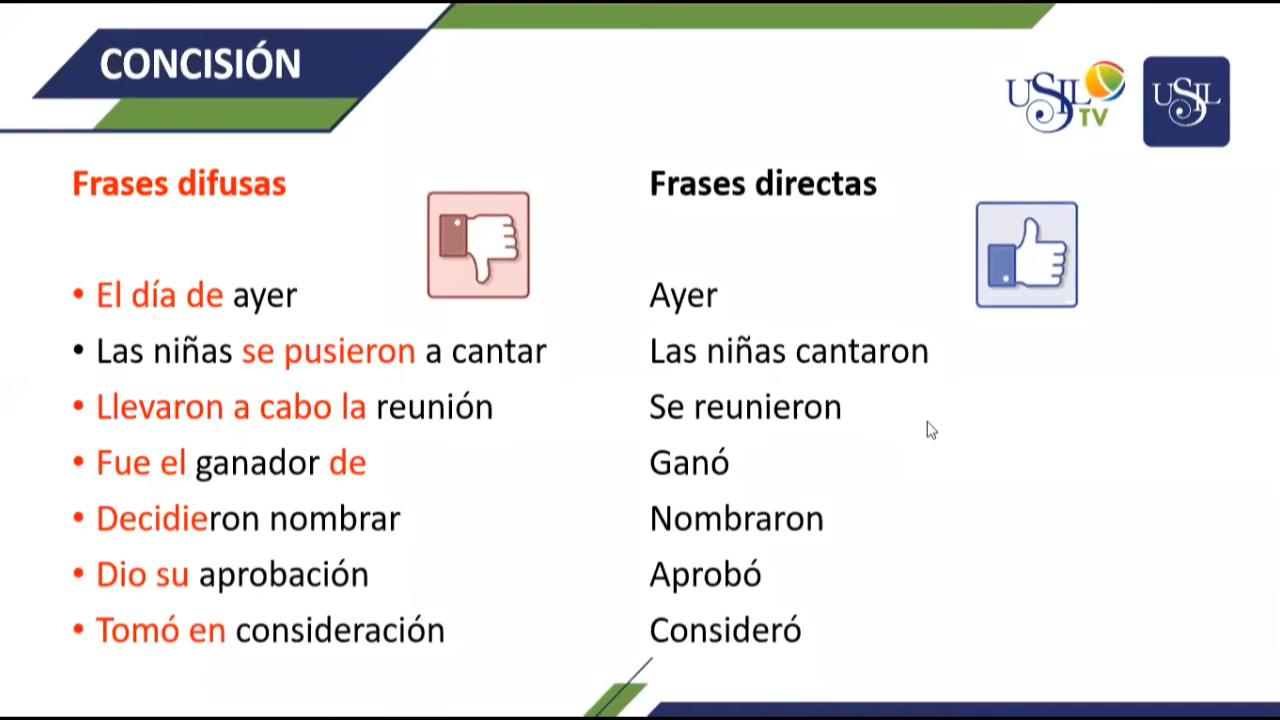 CONCISIÓN
USIL TV
USIL
Frases difusas
Frases directas
• El día de ayer
Ayer
• Las niñas se pusieron a cantar
Las niñas cantaron
• Llevaron a cabo la reunión
Se reunieron
• Fue el ganador de
Ganó
• Decidieron nombrar
Nombraron
• Dio su aprobación
Aprobó
• Tomó en consideración
Consideró